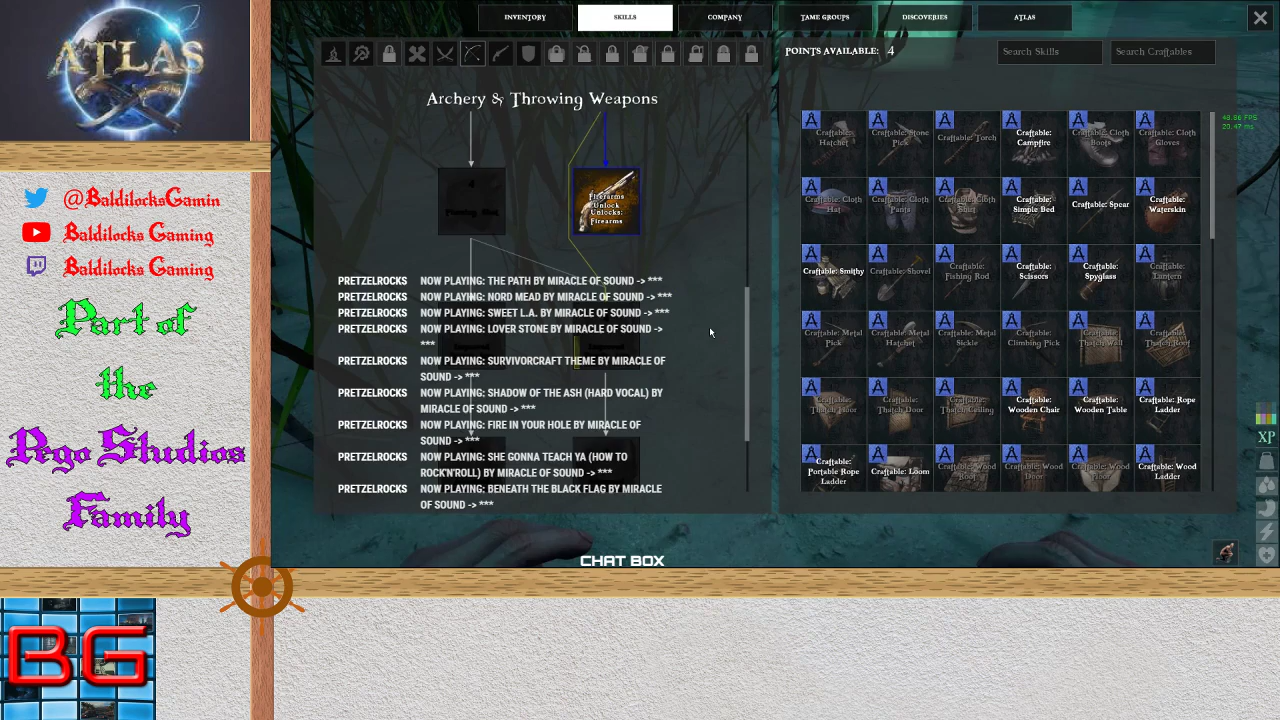 ATLAS
@BaldilocksGamin
Baldilocks Gaming
Baldilocks Gaming
Part of
the
Pego Studios
Family
BG
INVENTORY
SKILLS
COMPANY
TAME GROUPS
DISCOVERIES
ATLAS
POINTS AVAILABLE: 4
Search Skills
Search Craftables
48.86 FPS
20.47 ms
Archery & Throwing Weapons
Firearms
Unlock
Unlocks:
Firearms
PRETZELROCKS NOW PLAYING: THE PATH BY MIRACLE OF SOUND -> ***
PRETZELROCKS NOW PLAYING: NORD MEAD BY MIRACLE OF SOUND -> ***
PRETZELROCKS NOW PLAYING: SWEET L.A. BY MIRACLE OF SOUND -> ***
PRETZELROCKS NOW PLAYING: LOVER STONE BY MIRACLE OF SOUND ->
***
PRETZELROCKS NOW PLAYING: SURVIVORCRAFT THEME BY MIRACLE OF
SOUND -> ***
PRETZELROCKS NOW PLAYING: SHADOW OF THE ASH (HARD VOCAL) BY
MIRACLE OF SOUND -> ***
PRETZELROCKS NOW PLAYING: FIRE IN YOUR HOLE BY MIRACLE OF
SOUND -> ***
PRETZELROCKS NOW PLAYING: SHE GONNA TEACH YA (HOW TO
ROCK'N'ROLL) BY MIRACLE OF SOUND -> ***
PRETZELROCKS NOW PLAYING: BENEATH THE BLACK FLAG BY MIRACLE
OF SOUND -> ***
CHAT BOX
Craftable: Hatchet
Craftable: Stone Pick
Craftable: Torch
Craftable: Campfire
Craftable: Cloth Boots
Craftable: Cloth Gloves
Craftable: Cloth Hat
Craftable: Cloth Pants
Craftable: Cloth Shirt
Craftable: Storage Box
Craftable: Spear
Craftable: Waterskin
Craftable: Smithy
Craftable: Shovel
Craftable: Fishing Rod
Craftable: Scissors
Craftable: Spyglass
Craftable: Lantern
Craftable: Metal Pick
Craftable: Metal Hatchet
Craftable: Metal Sickle
Craftable: Climbing Pick
Craftable: Thatch Wall
Craftable: Thatch Roof
Craftable: Thatch Door
Craftable: Thatch Door
Craftable: Thatch Ceiling
Craftable: Wooden Chair
Craftable: Wooden Table
Craftable: Rope Ladder
Craftable: Portable Rope Ladder
Craftable: Loom
Craftable: Wood
Craftable: Wood Door
Craftable: Wood
Craftable: Wood Ladder
XP